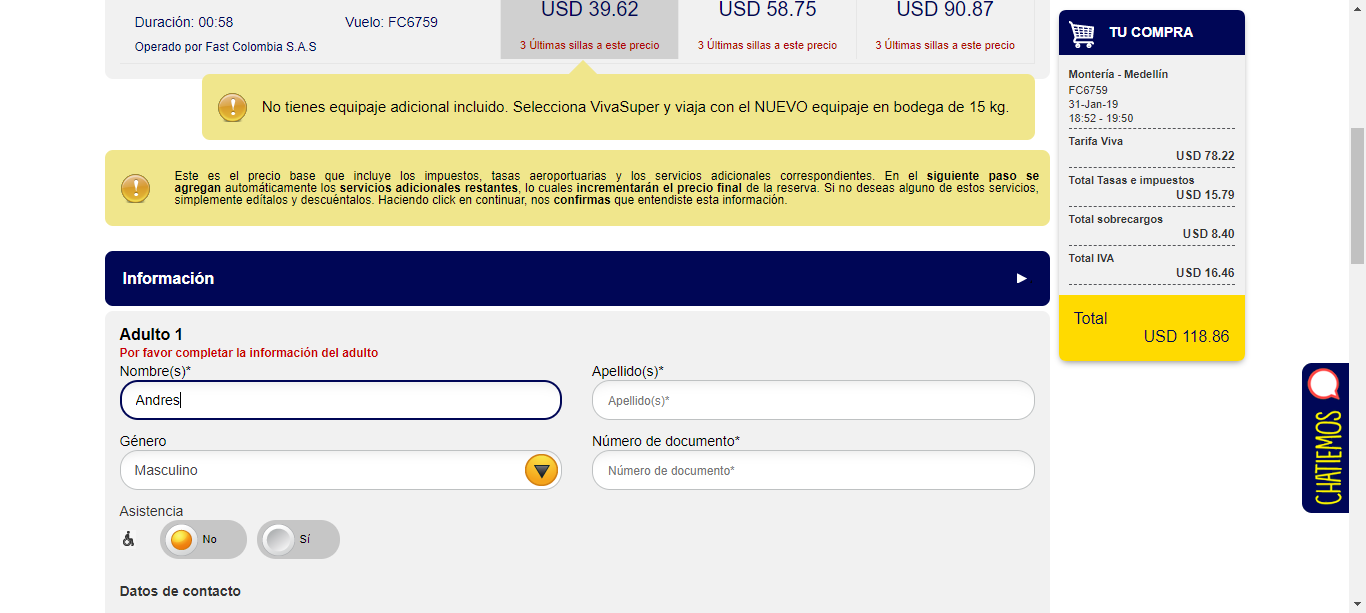 USD 39.62
USD 58.75
USD 90.87
Duración: 00:58
Vuelo: FC6759
Operado por Fast Colombia S.A.S
3 Últimas sillas a este precio
3 Últimas sillas a este precio
3 Últimas sillas a este precio
No tienes equipaje adicional incluido. Selecciona VivaSuper y viaja con el NUEVO equipaje en bodega de 15 kg.
Este es el precio base que incluye los impuestos, tasas aeroportuarias y los servicios adicionales correspondientes. En el siguiente paso se
agregan automáticamente los servicios adicionales restantes, lo cuales incrementarán el precio final de la reserva. Si no deseas alguno de estos servicios,
simplemente edítalos y descuéntalos. Haciendo click en continuar, nos confirmas que entendiste esta información.
Información
Adulto 1
Por favor completar la información del adulto
Nombre(s)*
Apellido(s)*
Andres
Apellido(s)*
Género
Número de documento*
Masculino
Número de documento*
Asistencia
No
Sí
Datos de contacto
TU COMPRA
Montería - Medellín
FC6759
31-Jan-19
18:52 - 19:50
Tarifa Viva
USD 78.22
Total Tasas e impuestos
USD 15.79
Total sobrecargos
USD 8.40
Total IVA
USD 16.46
Total
USD 118.86
CHATIEMOS